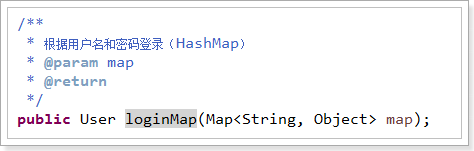 /**
 * 根据用户名和密码登录（HashMap）
 * @param map
 * @return
 */
public User loginMap(Map<String, Object> map);